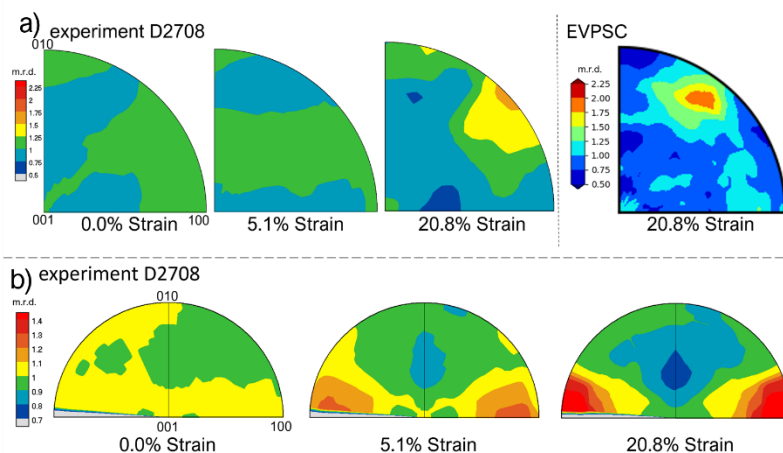 a) experiment D2708
EVPSC
010
m.r.d.
2.25
2
1.75
1.5
1.25
1
0.75
0.5
001
100
0.0% Strain
5.1% Strain
20.8% Strain
m.r.d.
2.25
2.00
1.75
1.50
1.25
1.00
0.75
0.50
20.8% Strain
b) experiment D2708
m.r.d.
1.4
1.3
1.2
1.1
1
0.9
0.8
0.7
010
001
100
0.0% Strain
5.1% Strain
20.8% Strain